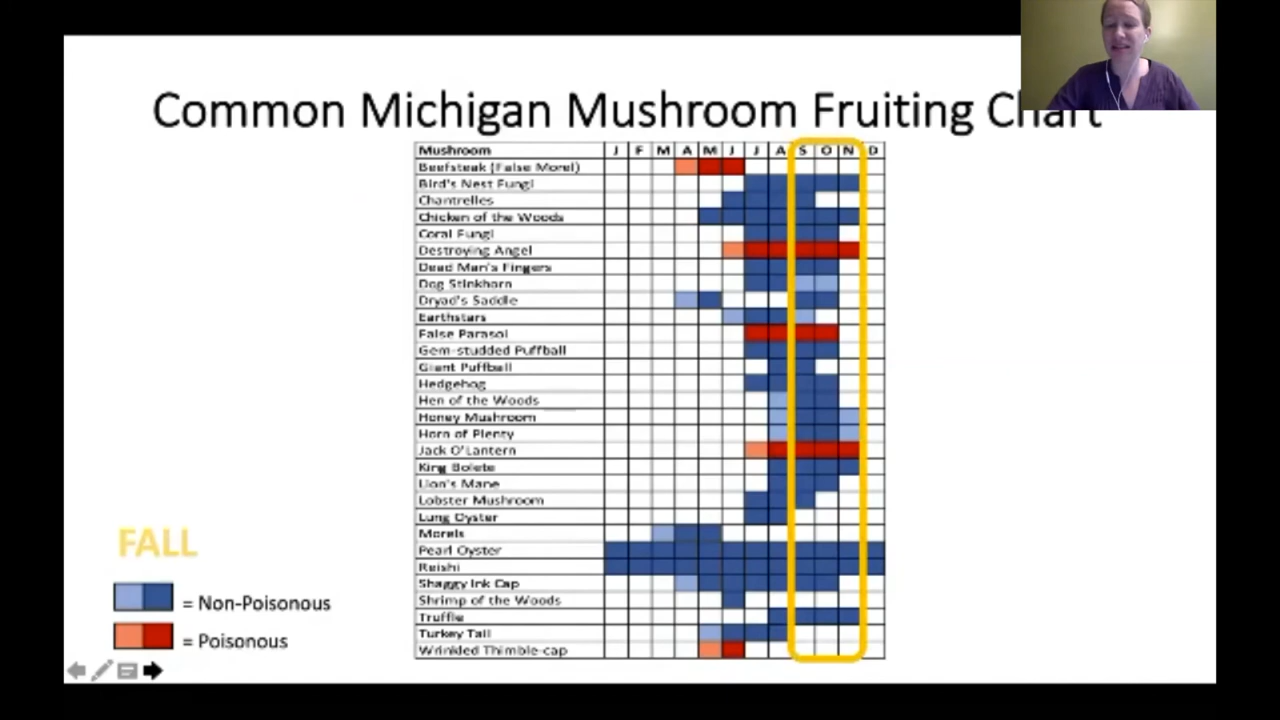 Common Michigan Mushroom Fruiting Chart
Mushroom J F M A M J J A S O N D
Beefsteak (False Morel)
Bird's Nest Fungi
Chantrelles
Chicken of the Woods
Coral Fungi
Destroying Angel
Dead Man's Fingers
Dog Stinkhorn
Dryad's Saddle
Earthstars
False Parasol
Gem-studded Puffball
Giant Puffball
Hedgehog
Hen of the Woods
Honey Mushroom
Horn of Plenty
Jack O'Lantern
King Bolete
Lion's Mane
Lobster Mushroom
Lung Oyster
Morels
Pearl Oyster
Reishi
Shaggy Ink Cap
Shrimp of the Woods
Truffle
Turkey Tail
Wrinkled Thimble-cap
FALL
= Non-Poisonous
= Poisonous